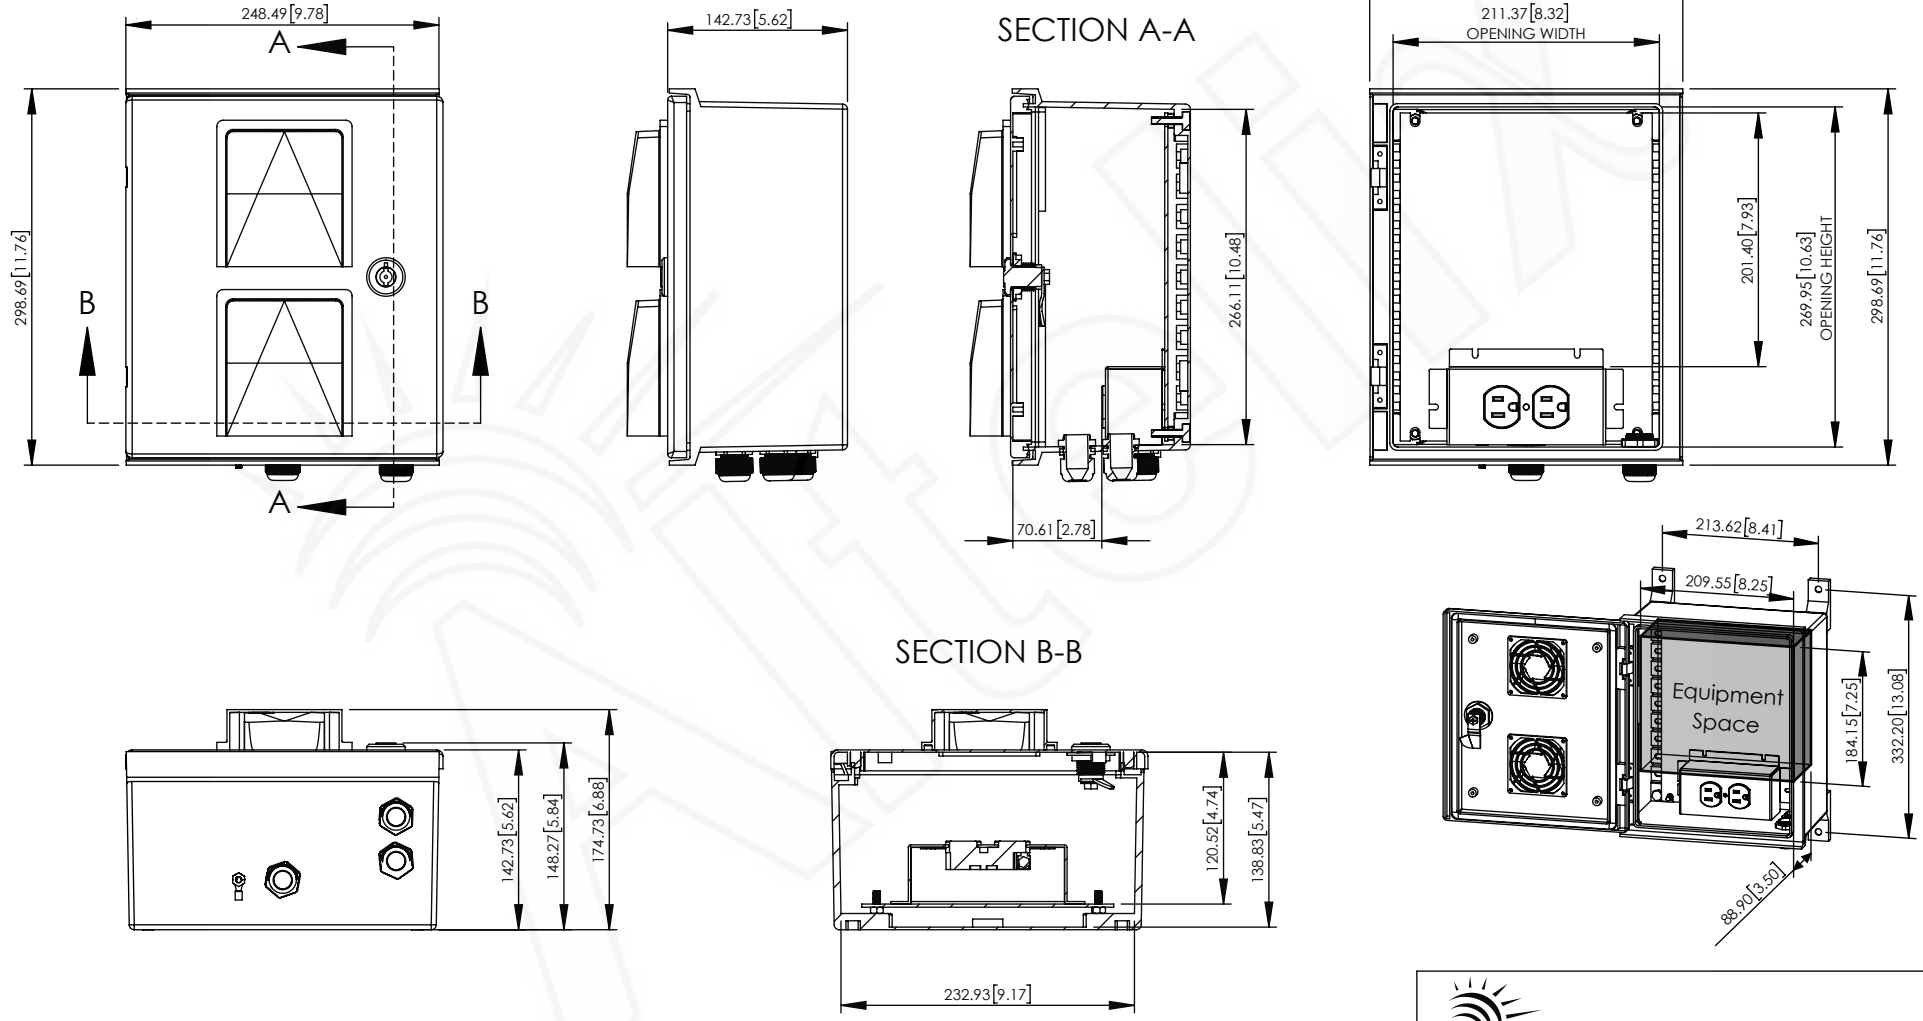 248.49[9.78]
A
298.69[11.76]
B
B
A
142.73[5.62]
SECTION A-A
266.11[10.48]
70.61[2.78]
211.37[8.32]
OPENING WIDTH
201.40[7.93]
269.95[10.63]
OPENING HEIGHT
298.69[11.76]
213.62[8.41]
209.55[8.25]
Equipment
Space
184.15[7.25]
332.20[13.08]
88.90[3.50]
142.73[5.62]
148.27[5.84]
174.73[6.88]
SECTION B-B
120.52[4.74]
138.83[5.47]
232.93[9.17]
Altelix